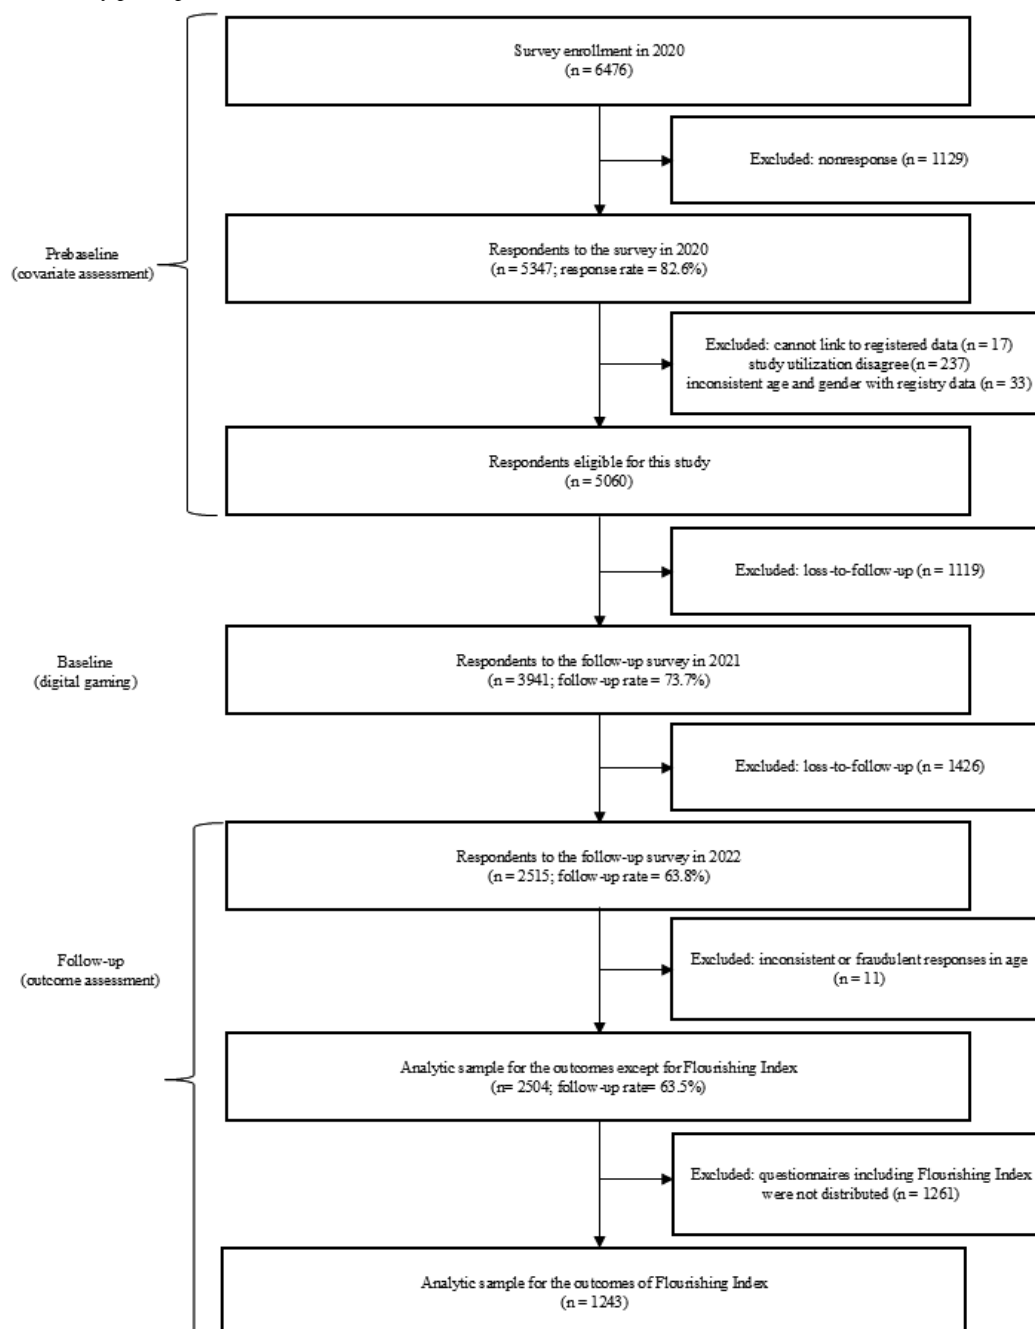 Survey enrollment in 2020
(n = 6476)
Excluded: nonresponse (n = 1129)
Respondents to the survey in 2020
(n = 5347; response rate = 82.6%)
Prebaseline
(covariate assessment)
Excluded: cannot link to registered data (n = 17)
study utilization disagree (n = 237)
inconsistent age and gender with registry data (n = 33)
Respondents eligible for this study
(n = 5060)
Excluded: loss-to-follow-up (n = 1119)
Baseline
(digital gaming)
Respondents to the follow-up survey in 2021
(n = 3941; follow-up rate = 73.7%)
Excluded: loss-to-follow-up (n = 1426)
Respondents to the follow-up survey in 2022
(n = 2515; follow-up rate = 63.8%)
Follow-up
(outcome assessment)
Excluded: inconsistent or fraudulent responses in age
(n = 11)
Analytic sample for the outcomes except for Flourishing Index
(n= 2504; follow-up rate= 63.5%)
Excluded: questionnaires including Flourishing Index
were not distributed (n = 1261)
Analytic sample for the outcomes of Flourishing Index
(n = 1243)